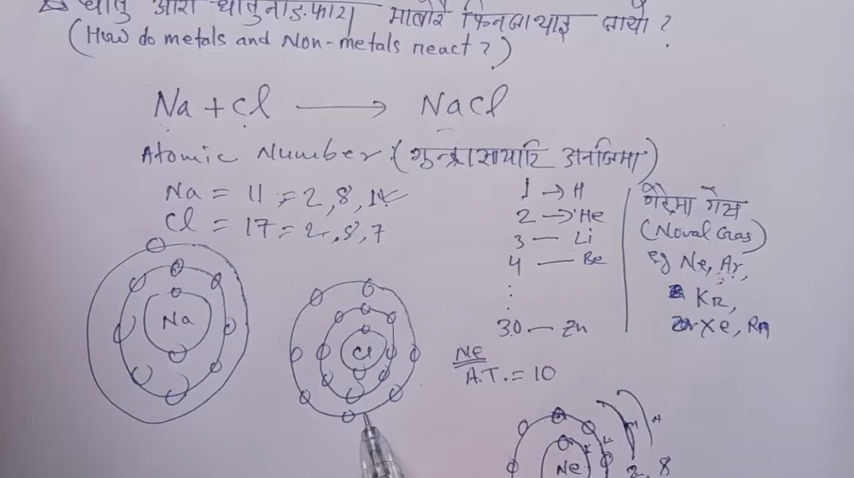 धातु आरो
(How do metals and Non-metals react?)
Na + Cl ⟶ NaCl
Atomic Number: (
Na = 11 = 2, 8, 1
Cl = 17 = 2, 8, 7
1 → H
2 → He
3 — Li
4 — Be
⋮
30 — Zn
गैस
(Noval Gas)
eg Ne, Ar,
KR,
Xe, Rn
Na
Cl
Ne
A.T. = 10
Ne
2, 8